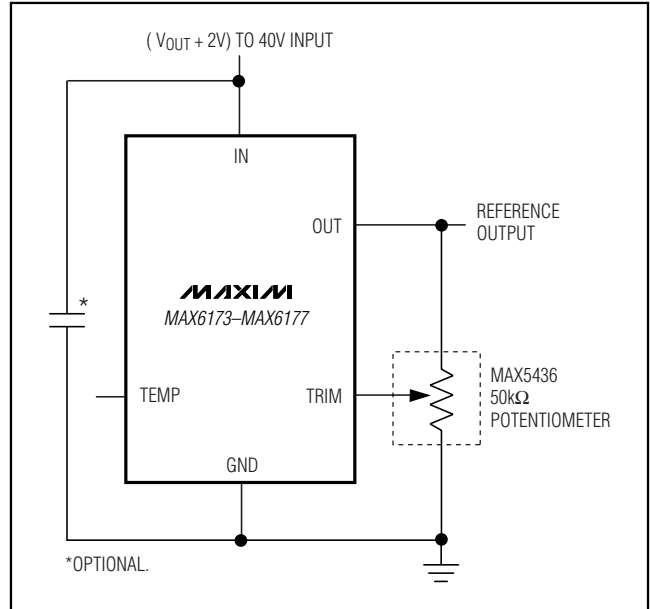 ( VOUT + 2V) TO 40V INPUT
IN
OUT
REFERENCE
OUTPUT
MAXIM
MAX6173–MAX6177
*
TEMP
TRIM
MAX5436
50kΩ
POTENTIOMETER
GND
*OPTIONAL.